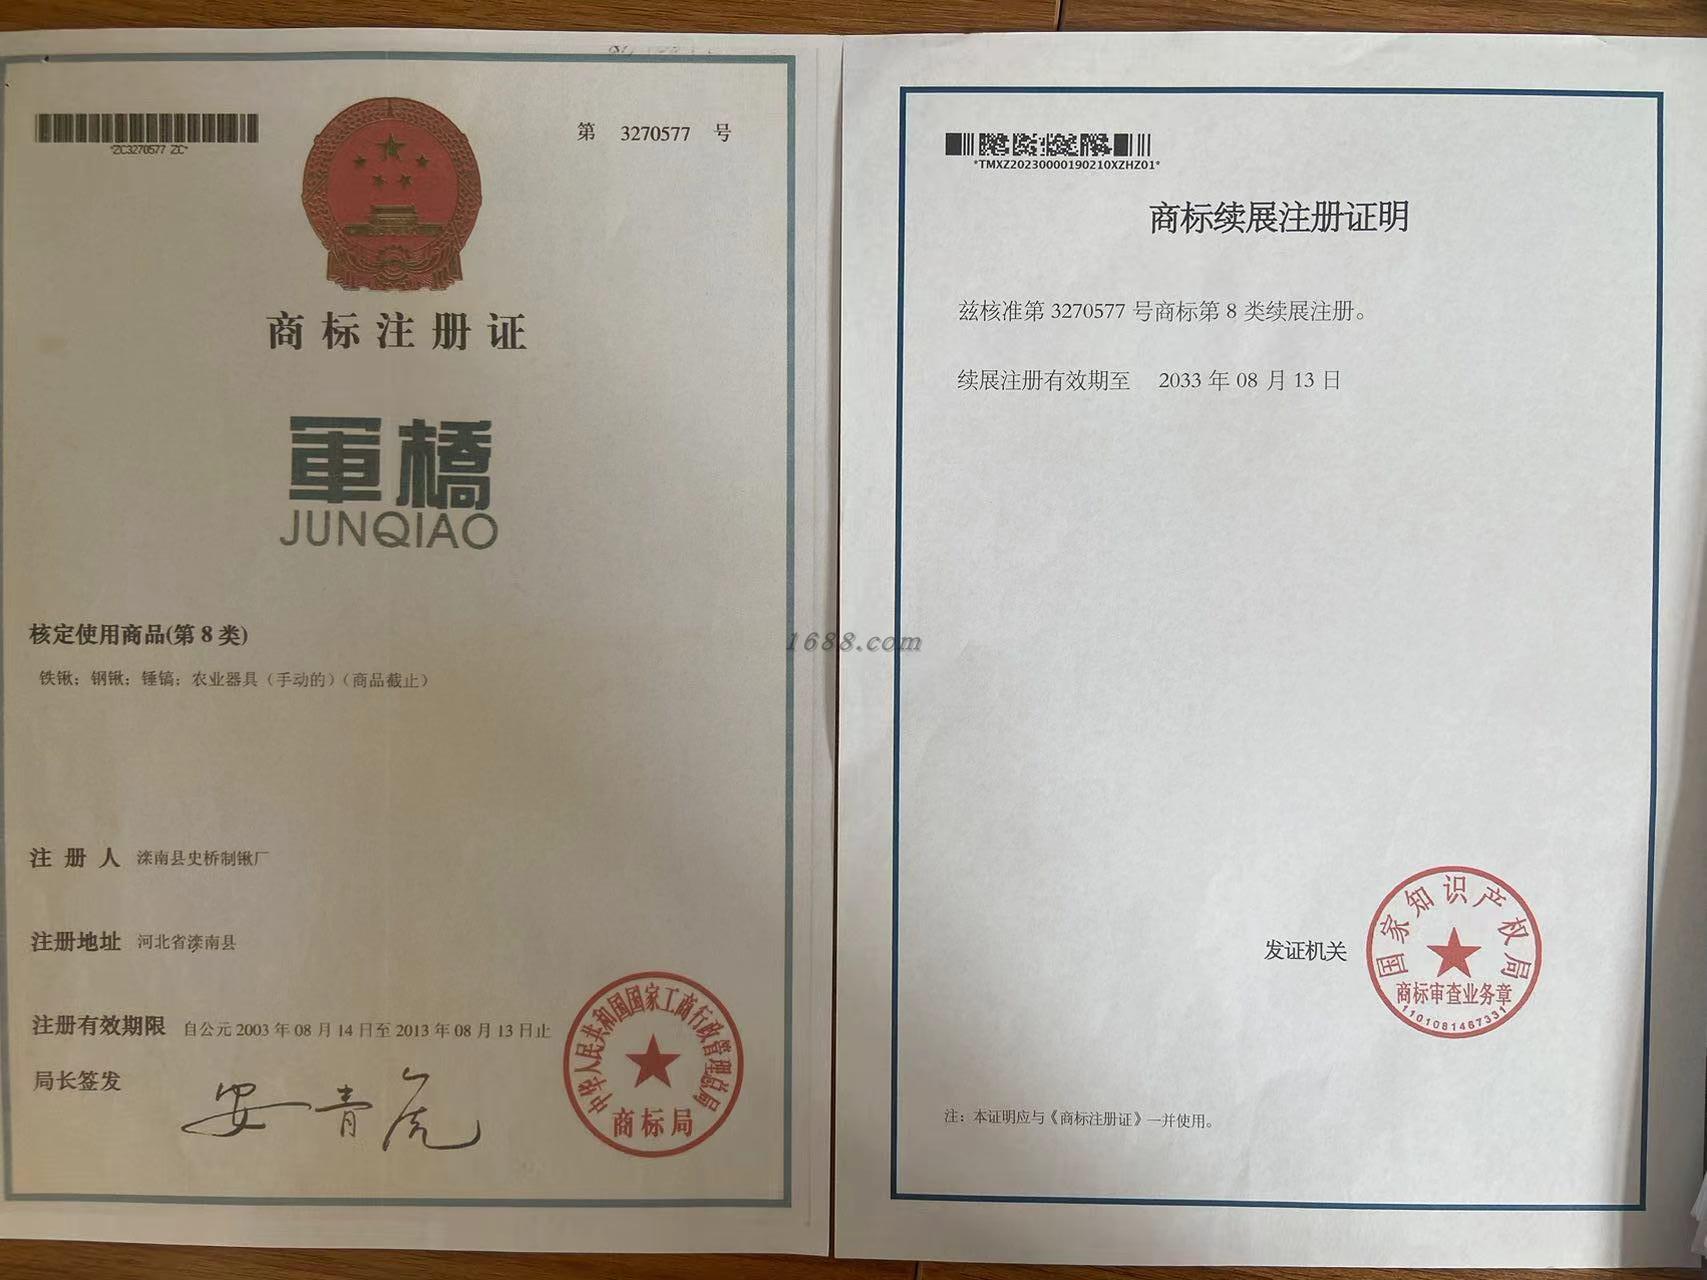 *ZC3270577 ZC*
第 3270577 号
商标注册证
軍橋
JUNQIAO
核定使用商品(第 8 类)
铁锹；钢锹；锤镐；农业器具（手动的）（商品截止）
注 册 人 滦南县史桥制锹厂
注册地址 河北省滦南县
注册有效期限 自公元 2003 年 08 月 14 日至 2013 年 08 月 13 日止
局长签发
安青虎
中华人民共和国国家工商行政管理总局
商标局
1688.com
*TMXZ20230000190210XZHZ01*
商标续展注册证明
兹核准第 3270577 号商标第 8 类续展注册。
续展注册有效期至 2033 年 08 月 13 日
发证机关
国家知识产权局
商标审查业务章
1101081467331
注：本证明应与《商标注册证》一并使用。